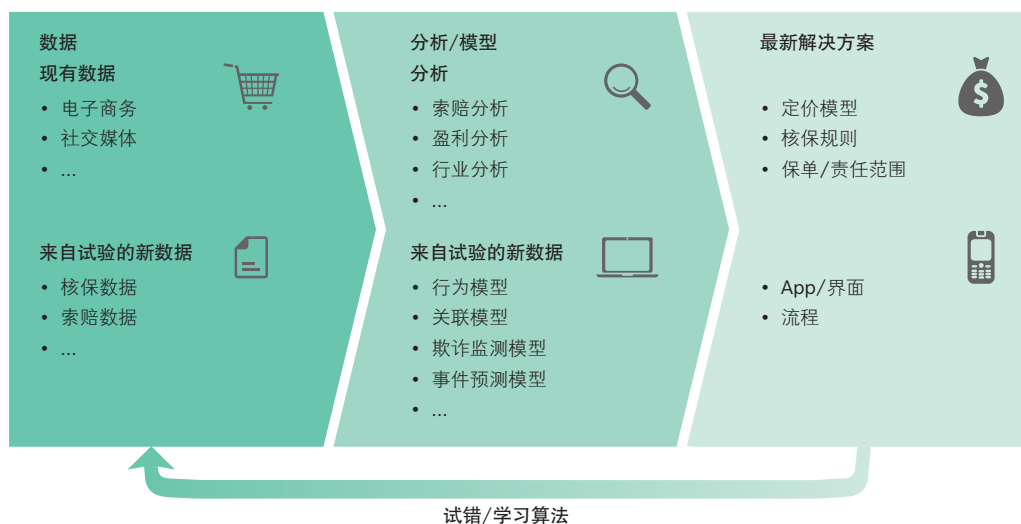 数据
现有数据
• 电子商务
• 社交媒体
• ...
来自试验的新数据
• 核保数据
• 索赔数据
• ...
分析/模型
分析
• 索赔分析
• 盈利分析
• 行业分析
• ...
来自试验的新数据
• 行为模型
• 关联模型
• 欺诈监测模型
• 事件预测模型
• ...
最新解决方案
$
• 定价模型
• 核保规则
• 保单/责任范围
• App/界面
• 流程
试错/学习算法